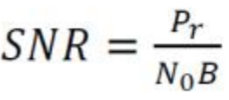 SNR = P_r / N_0 B